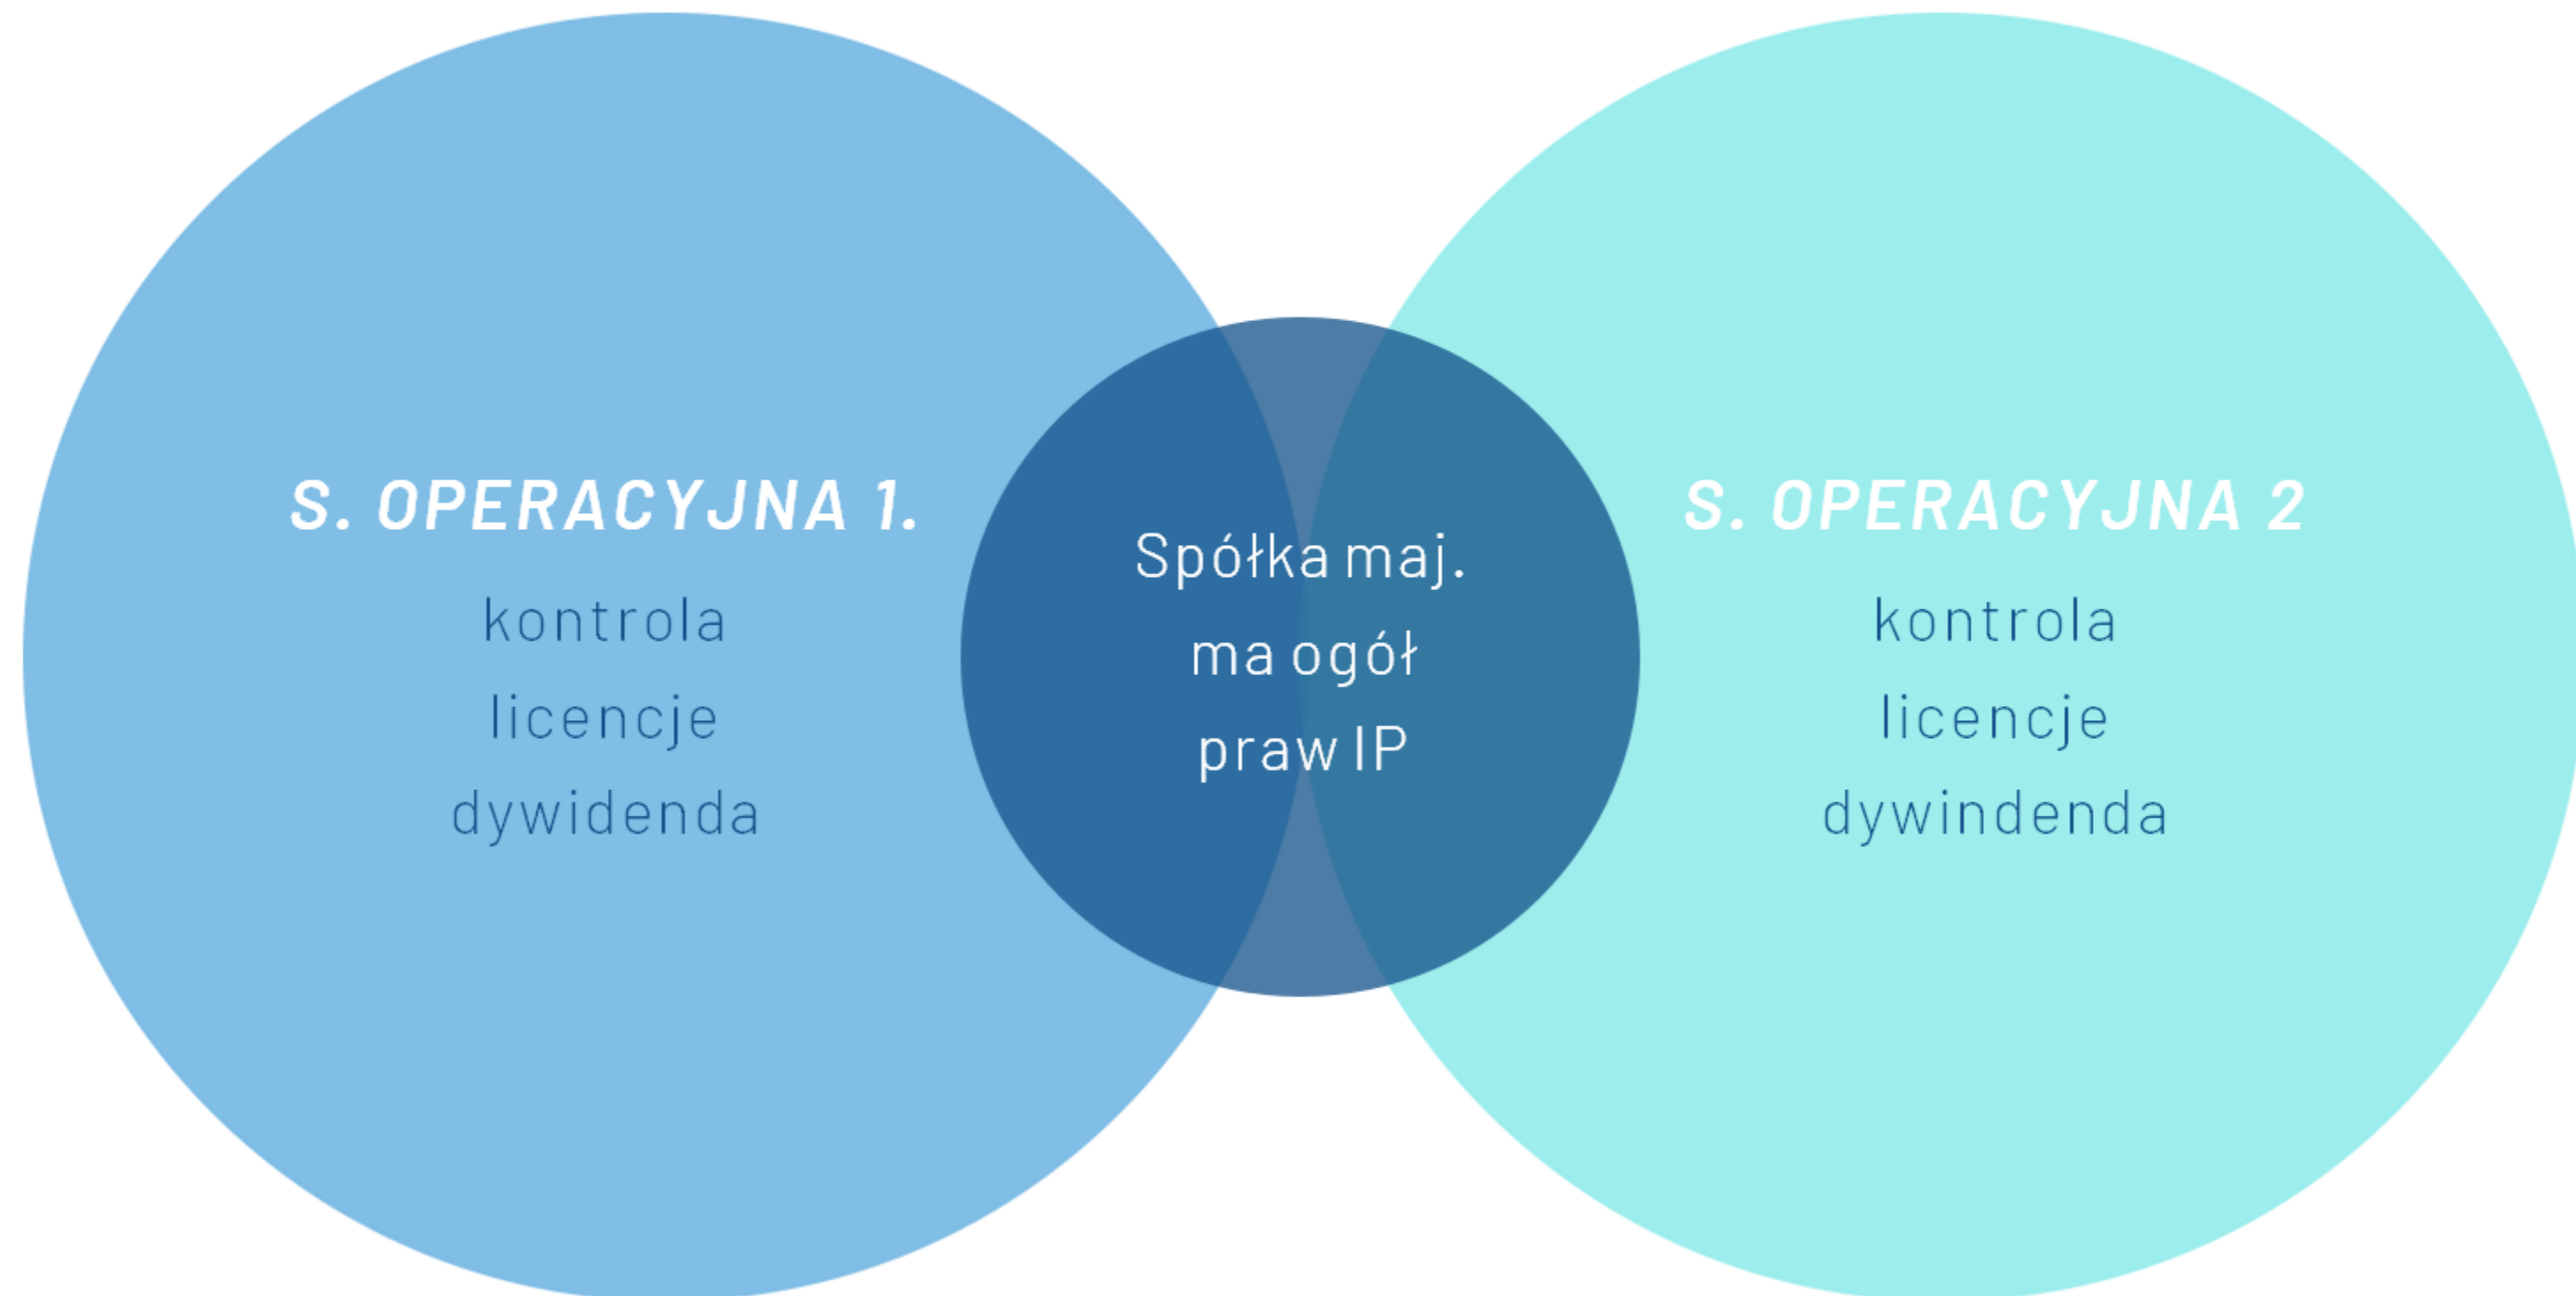 S. OPERACYJNA 1.
kontrola
licencje
dywidenda
Spółka maj.
ma ogół
praw IP
S. OPERACYJNA 2
kontrola
licencje
dywindenda